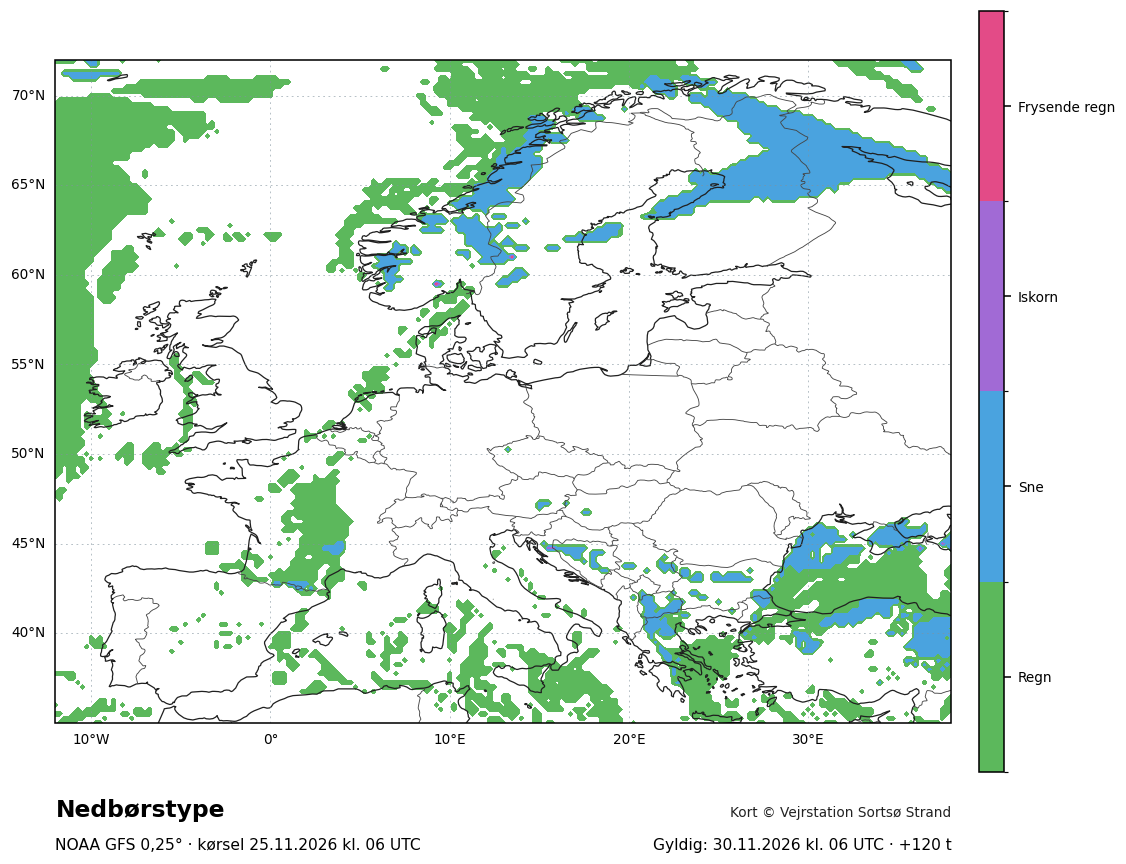 70°N
65°N
60°N
55°N
50°N
45°N
40°N
10°W
0°
10°E
20°E
30°E
Frysende regn
Iskorn
Sne
Regn
Nedbørstype
Kort © Vejrstation Sortsø Strand
NOAA GFS 0,25° · kørsel 25.11.2026 kl. 06 UTC
Gyldig: 30.11.2026 kl. 06 UTC · +120 t